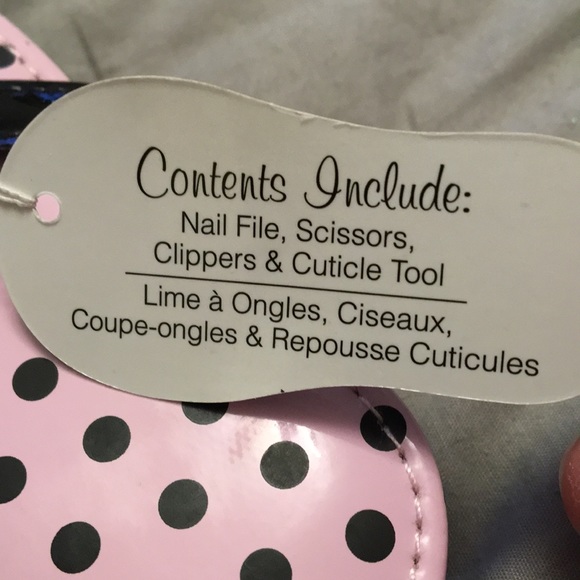 Contents Include:
Nail File, Scissors,
Clippers & Cuticle Tool
Lime à Ongles, Ciseaux,
Coupe-ongles & Repousse Cuticules